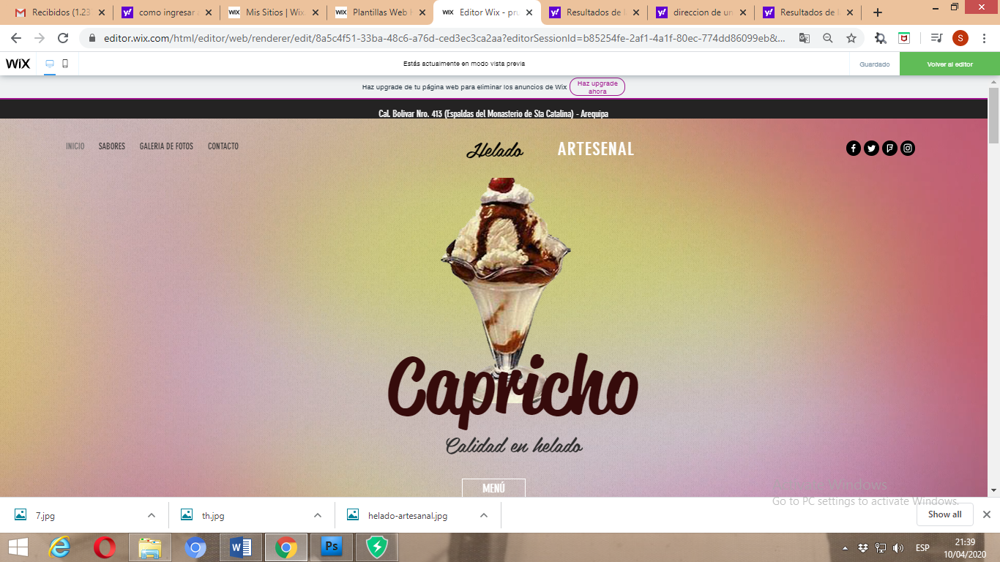 Recibidos (1.23
como ingresar a
Mis Sitios | Wix.
Plantillas Web H
Editor Wix - pru
Resultados de l
direccion de un
Resultados de l
editor.wix.com/html/editor/web/renderer/edit/8a5c4f51-33ba-48c6-a76d-ced3ec3ca2aa?editorSessionId=b85254fe-2af1-4a1f-80ec-774dd86099eb&...
S
WiX
Estás actualmente en modo vista previa
Guardado
Volver al editor
Haz upgrade de tu página web para eliminar los anuncios de Wix
Haz upgrade
ahora
Cal. Bolivar Nro. 413 (Espaldas del Monasterio de Sta Catalina) - Arequipa
INICIO SABORES GALERIA DE FOTOS CONTACTO
Helado ARTESENAL
Capricho
Calidad en helado
MENÚ
Activate Windows
Go to PC settings to activate Windows.
7.jpg
th.jpg
helado-artesanal.jpg
Show all
Ps
ESP
21:39
10/04/2020